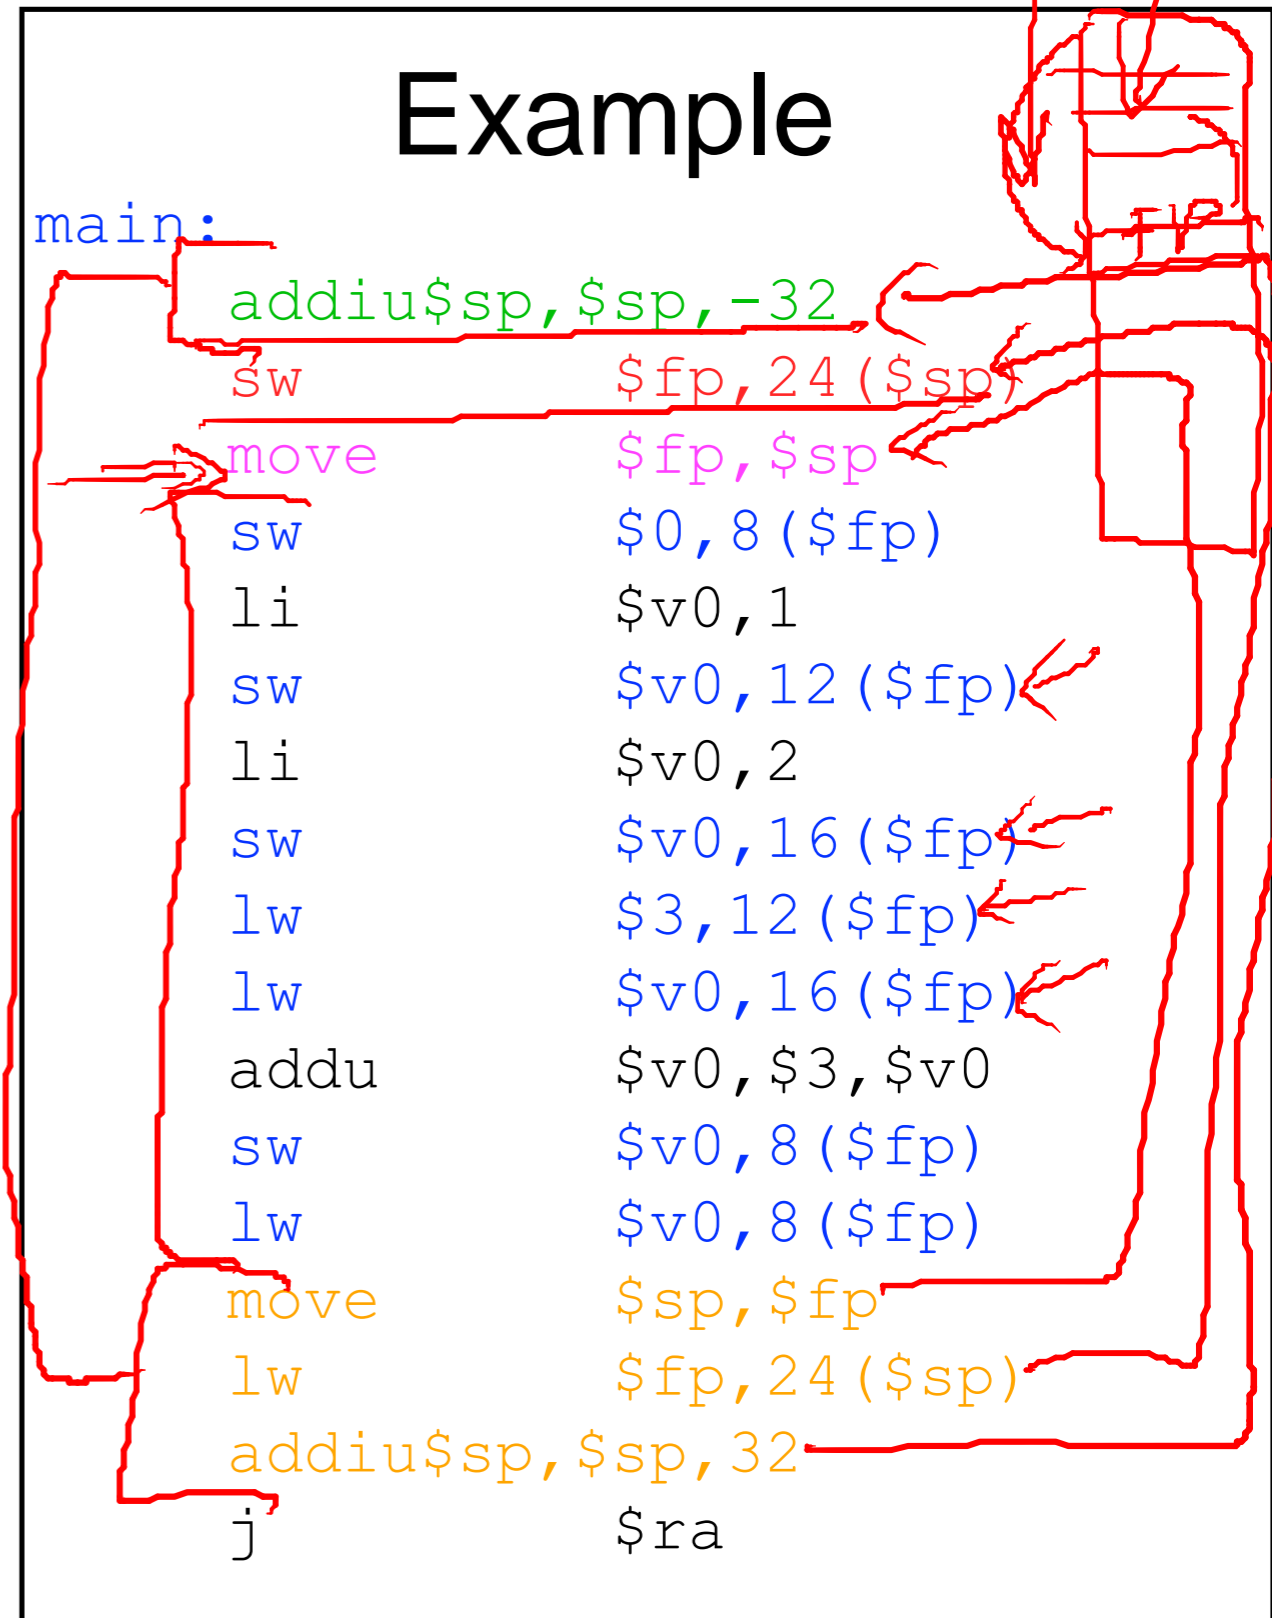 Example
main:
addiu$sp,$sp,-32
sw $fp,24($sp)
move $fp,$sp
sw $0,8($fp)
li $v0,1
sw $v0,12($fp)
li $v0,2
sw $v0,16($fp)
lw $3,12($fp)
lw $v0,16($fp)
addu $v0,$3,$v0
sw $v0,8($fp)
lw $v0,8($fp)
move $sp,$fp
lw $fp,24($sp)
addiu$sp,$sp,32
j $ra